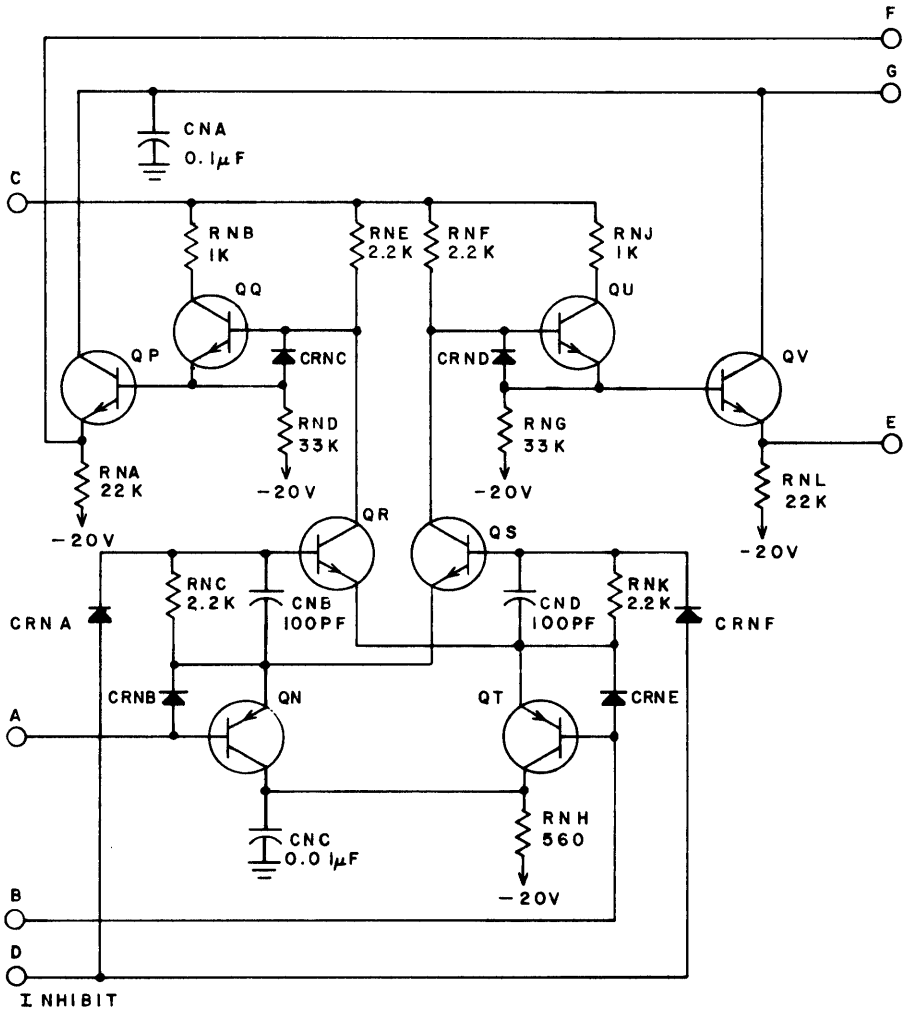 F
G
CNA
0.1µF
C
RNB
1K
RNE
2.2K
RNF
2.2K
RNJ
1K
QQ
QU
QP
CRNC
CRND
QV
RND
33K
RNG
33K
E
RNA
22K
-20V
-20V
RNL
22K
-20V
QR
QS
-20V
RNC
2.2K
CNB
100PF
CND
100PF
RNK
2.2K
CRNA
CRNF
CRNB
QN
QT
CRNE
A
RNH
560
CNC
0.01µF
-20V
B
D
INHIBIT